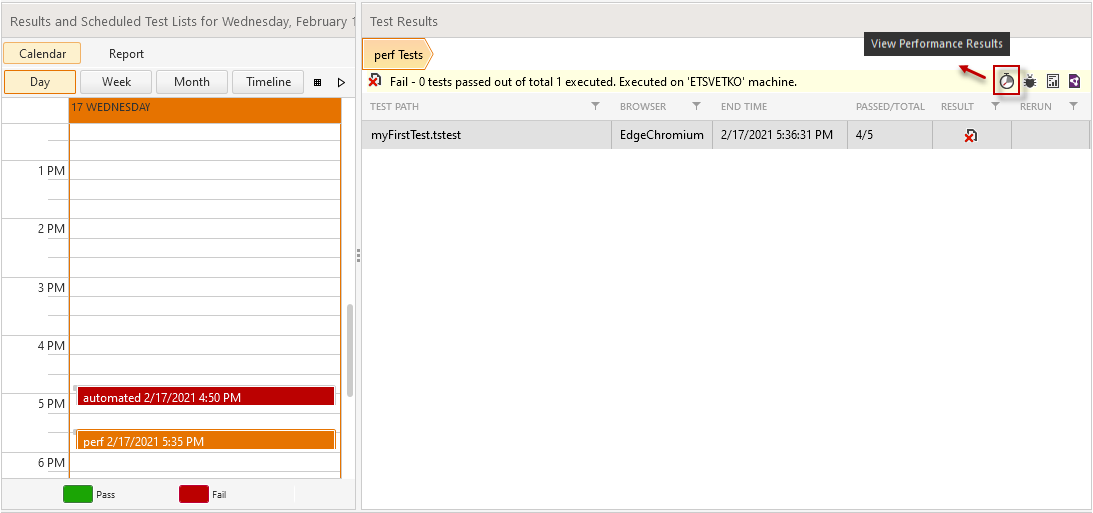 Results and Scheduled Test Lists for Wednesday, February 1
Calendar Report
Day Week Month Timeline
17 WEDNESDAY
1 PM
2 PM
3 PM
4 PM
automated 2/17/2021 4:50 PM
5 PM
perf 2/17/2021 5:35 PM
6 PM
Pass Fail
Test Results
View Performance Results
perf Tests
Fail - 0 tests passed out of total 1 executed. Executed on 'ETSVETKO' machine.
TEST PATH BROWSER END TIME PASSED/TOTAL RESULT RERUN
myFirstTest.tstest EdgeChromium 2/17/2021 5:36:31 PM 4/5